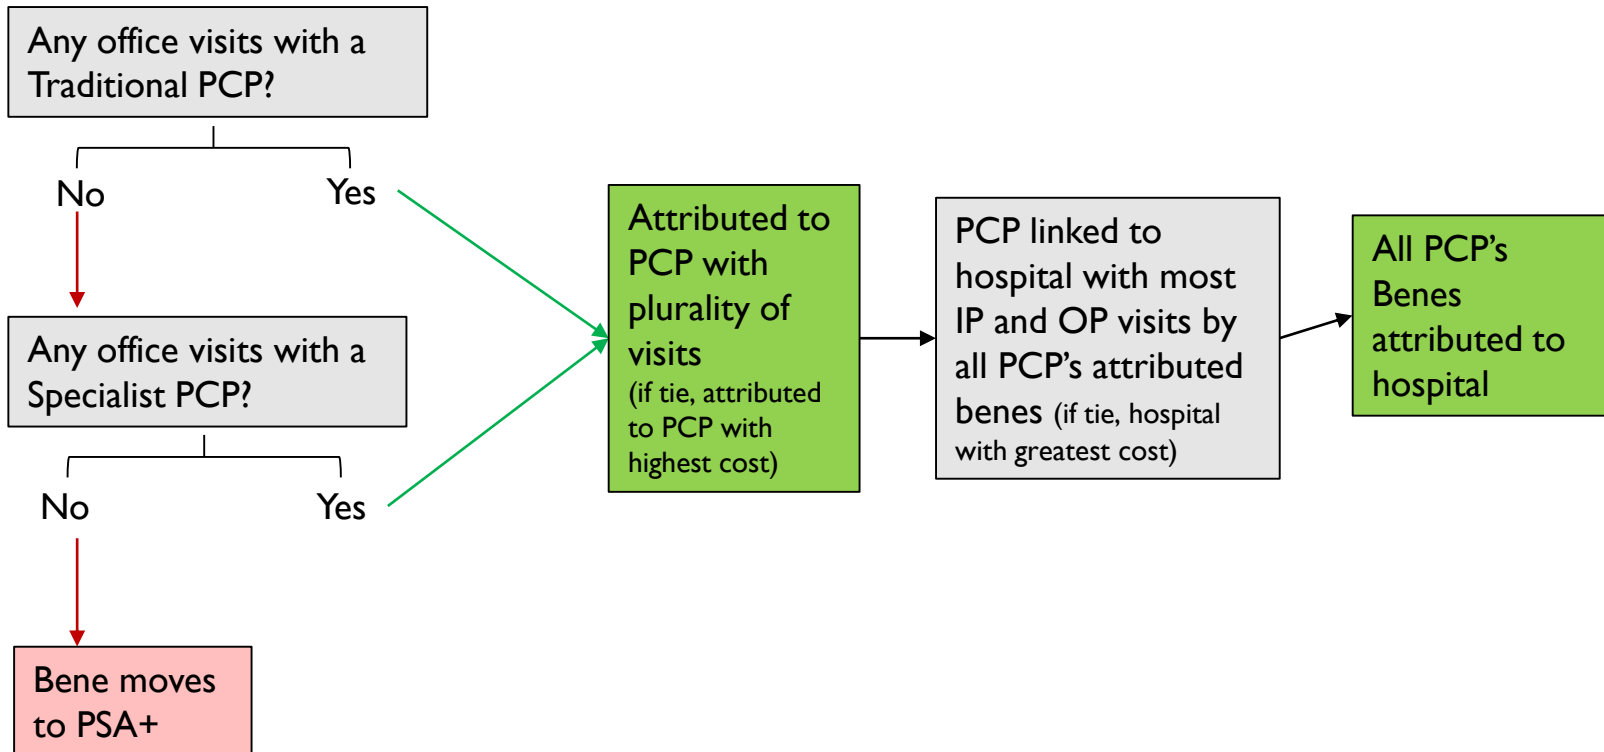 Any office visits with a
Traditional PCP?
No
Yes
Any office visits with a
Specialist PCP?
No
Yes
Bene moves
to PSA+
Attributed to
PCP with
plurality of
visits
(if tie, attributed
to PCP with
highest cost)
PCP linked to
hospital with most
IP and OP visits by
all PCP's attributed
benes (if tie, hospital
with greatest cost)
All PCP's
Benes
attributed to
hospital